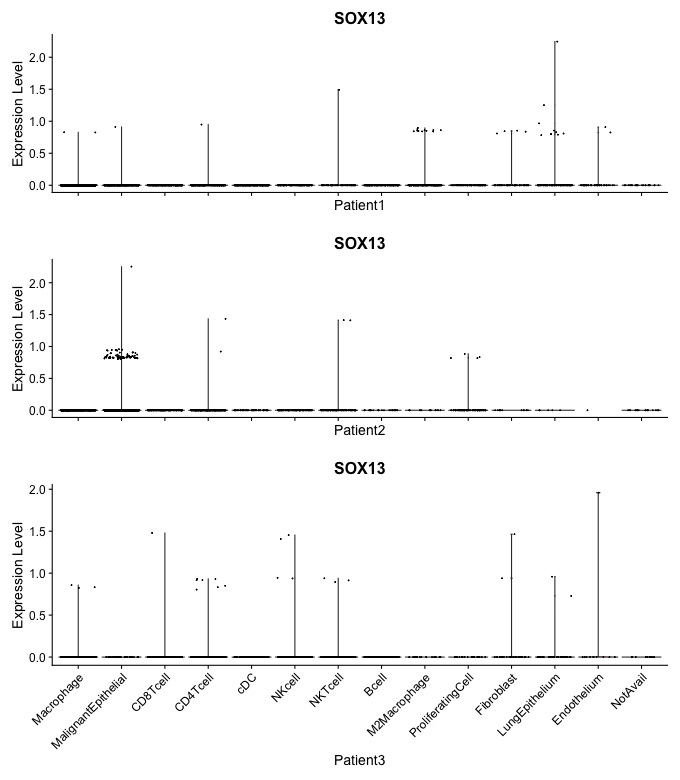 SOX13
Expression Level
2.0
1.5
1.0
0.5
0.0
Patient1
SOX13
Expression Level
2.0
1.5
1.0
0.5
0.0
Patient2
SOX13
Expression Level
2.0
1.5
1.0
0.5
0.0
Macrophage
MalignantEpithelial
CD8Tcell
CD4Tcell
cDC
NKcell
NKTcell
Bcell
M2Macrophage
ProliferatingCell
Fibroblast
LungEpithelium
Endothelium
NotAvail
Patient3